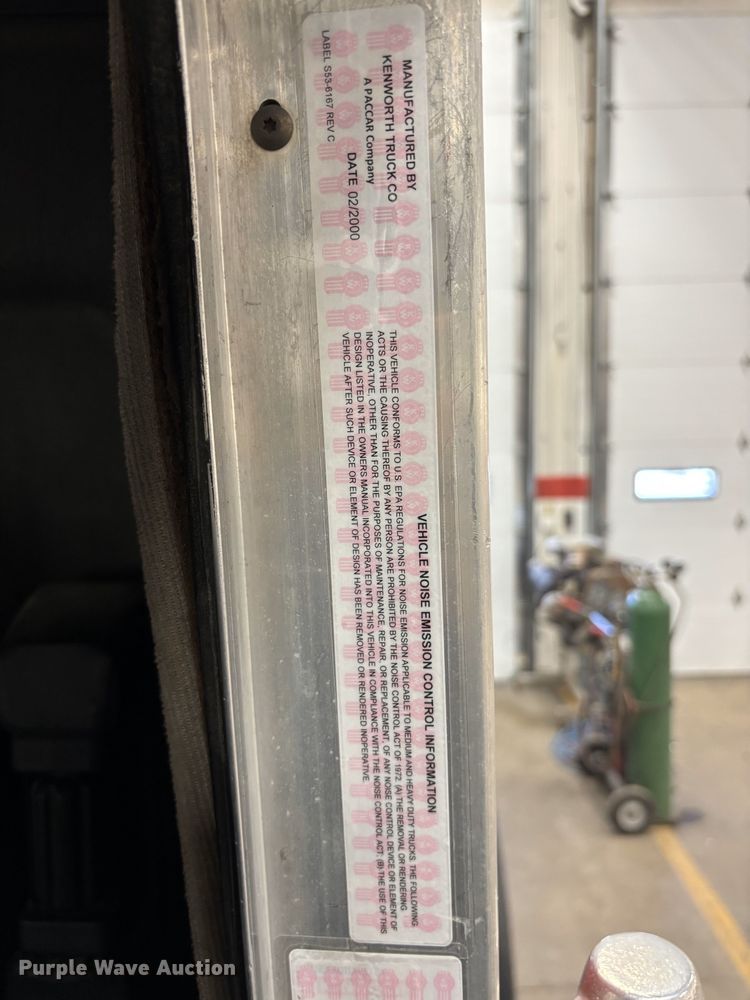 MANUFACTURED BY
KENWORTH TRUCK CO
A PACCAR Company
DATE 02/2000
LABEL S53-6167 REV C
VEHICLE NOISE EMISSION CONTROL INFORMATION
THIS VEHICLE CONFORMS TO U.S. EPA REGULATIONS FOR NOISE EMISSION APPLICABLE TO MEDIUM AND HEAVY DUTY TRUCKS. THE FOLLOWING
ACTS OR THE CAUSING THEREOF BY ANY PERSON ARE PROHIBITED BY THE NOISE CONTROL ACT OF 1972. (A) THE REMOVAL OR RENDERING
INOPERATIVE, OTHER THAN FOR THE PURPOSES OF MAINTENANCE, REPAIR, OR REPLACEMENT, OF ANY NOISE CONTROL DEVICE OR ELEMENT OF
DESIGN LISTED IN THE OWNERS MANUAL INCORPORATED INTO THIS VEHICLE IN COMPLIANCE WITH THE NOISE CONTROL ACT; (B) THE USE OF THIS
VEHICLE AFTER SUCH DEVICE OR ELEMENT OF DESIGN HAS BEEN REMOVED OR RENDERED INOPERATIVE.
Purple Wave Auction